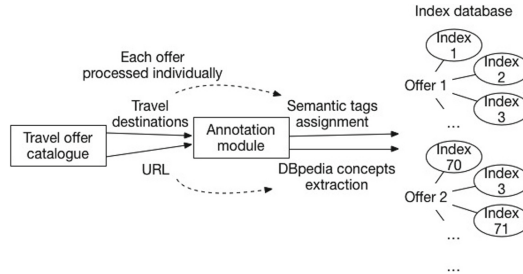 Index database
Each offer
processed individually
Index
1
Index
2
Offer 1
Index
3
...
Travel
destinations
Semantic tags
assignment
Travel offer
catalogue
Annotation
module
URL
DBpedia concepts
extraction
Index
70
Index
3
Offer 2
Index
71
...
...